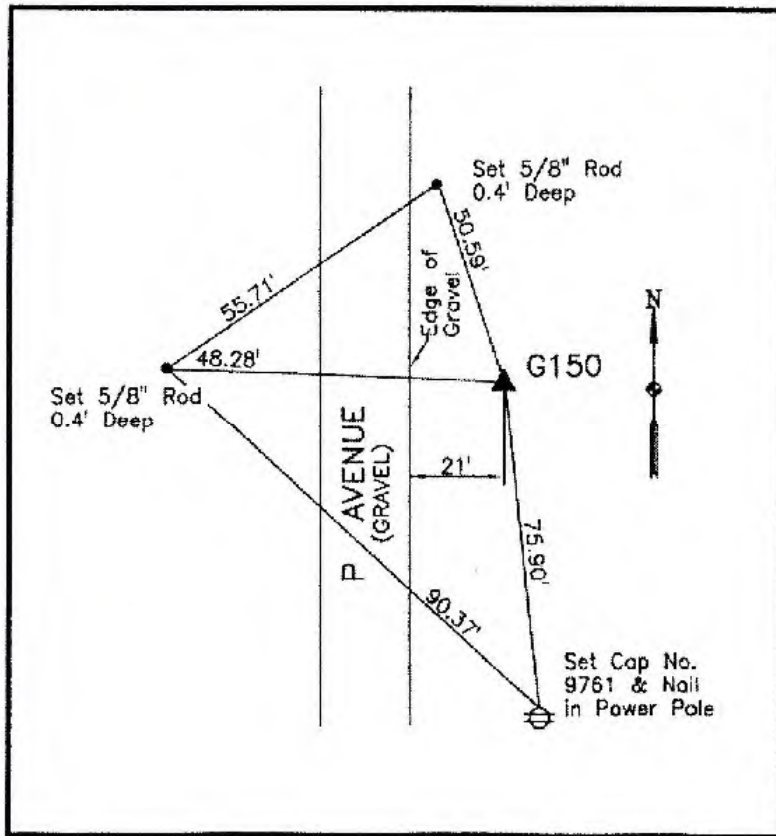 Set 5/8" Rod
0.4' Deep
50.59'
55.71'
Edge of
Gravel
N
48.28'
G150
Set 5/8" Rod
0.4' Deep
P AVENUE
(GRAVEL)
21'
75.90'
90.37'
Set Cap No.
9761 & Nail
in Power Pole